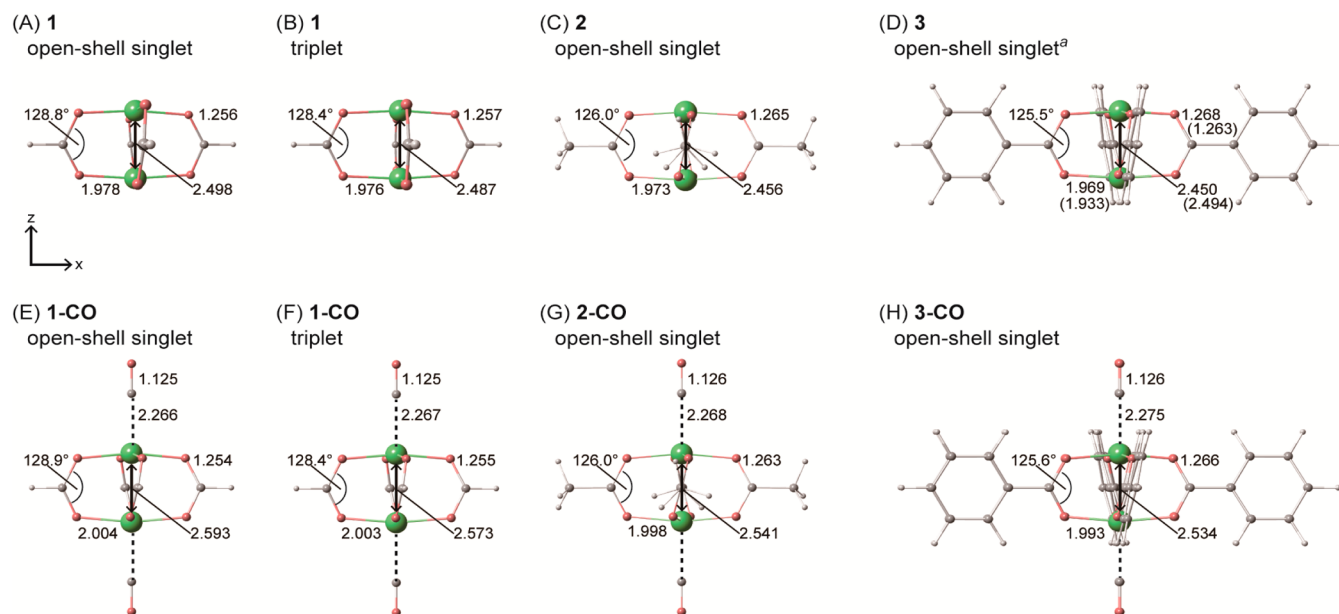 (A) 1
open-shell singlet
128.8°
1.256
1.978
2.498
(B) 1
triplet
128.4°
1.257
1.976
2.487
(C) 2
open-shell singlet
126.0°
1.265
1.973
2.456
(D) 3
open-shell singletᵃ
125.5°
1.268
(1.263)
1.969
(1.933)
2.450
(2.494)
z
x
(E) 1-CO
open-shell singlet
1.125
2.266
128.9°
1.254
2.004
2.593
(F) 1-CO
triplet
1.125
2.267
128.4°
1.255
2.003
2.573
(G) 2-CO
open-shell singlet
1.126
2.268
126.0°
1.263
1.998
2.541
(H) 3-CO
open-shell singlet
1.126
2.275
125.6°
1.266
1.993
2.534